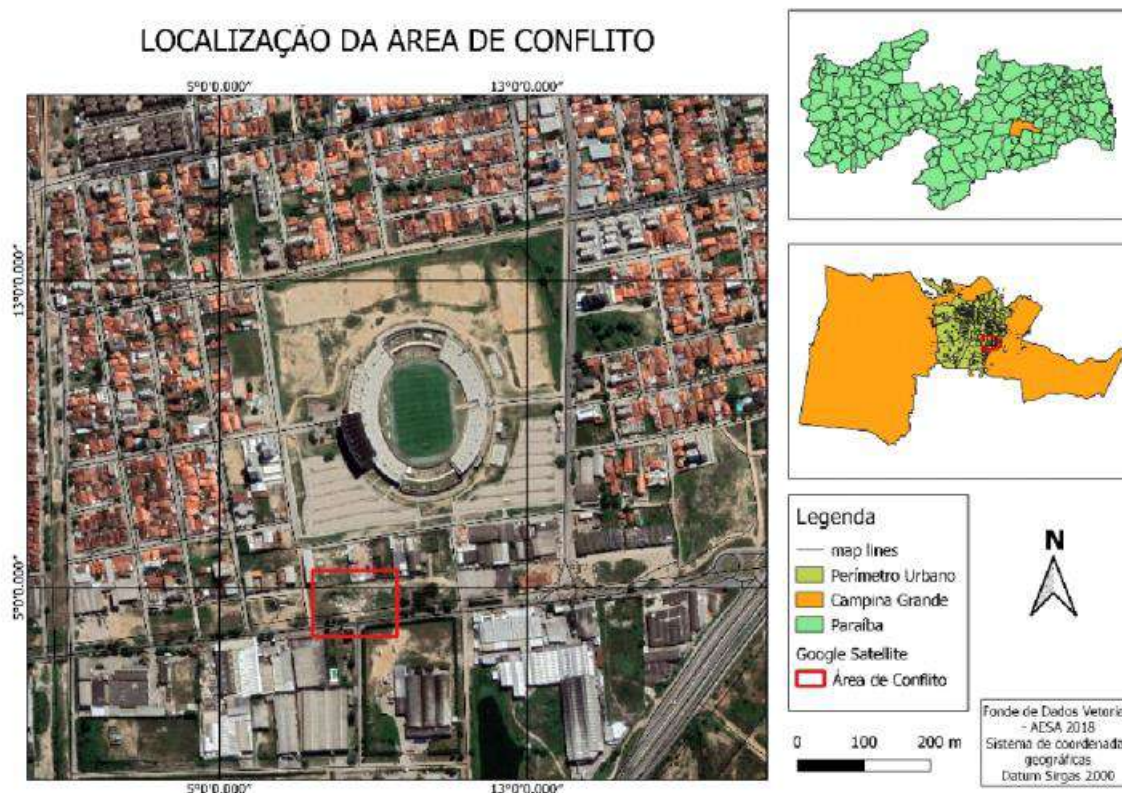 LOCALIZAÇÃO DA ÁREA DE CONFLITO
5°0'0.000"
13°0'0.000"
13°0'0.000"
5°0'0.000"
5°0'0.000"
13°0'0.000"
Legenda
map lines
Perímetro Urbano
Campina Grande
Paraíba
Google Satellite
Área de Conflito
N
0 100 200 m
Fonde de Dados Vetoria
- AESA 2018
Sistema de coordenada
geográficas
Datum Sirgas 2000